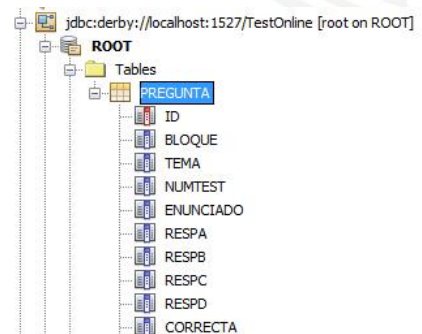 jdbc:derby://localhost:1527/TestOnline [root on ROOT]
ROOT
Tables
PREGUNTA
ID
BLOQUE
TEMA
NUMTEST
ENUNCIADO
RESPA
RESPB
RESPC
RESPD
CORRECTA